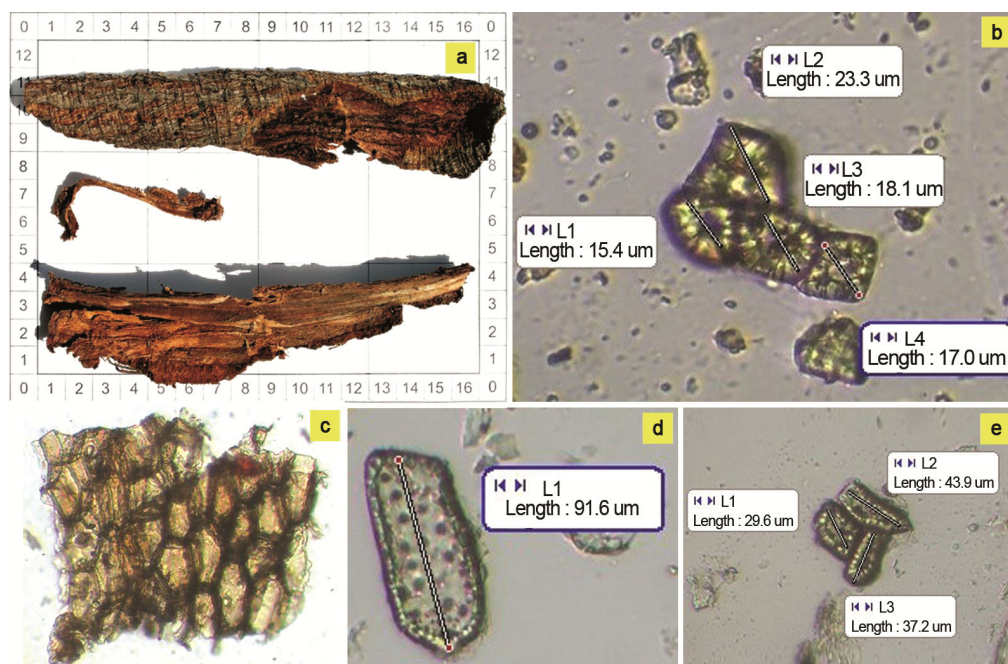 0 1 2 3 4 5 6 7 8 9 10 11 12 13 14 15 16 0
12 12
11 11
10 10
9 9
8 8
7 7
6 6
5 5
4 4
3 3
2 2
1 1
0 1 2 3 4 5 6 7 8 9 10 11 12 13 14 15 16 0
a
b
L2
Length : 23.3 um
L3
Length : 18.1 um
L1
Length : 15.4 um
L4
Length : 17.0 um
c
d
L1
Length : 91.6 um
e
L2
Length : 43.9 um
L1
Length : 29.6 um
L3
Length : 37.2 um